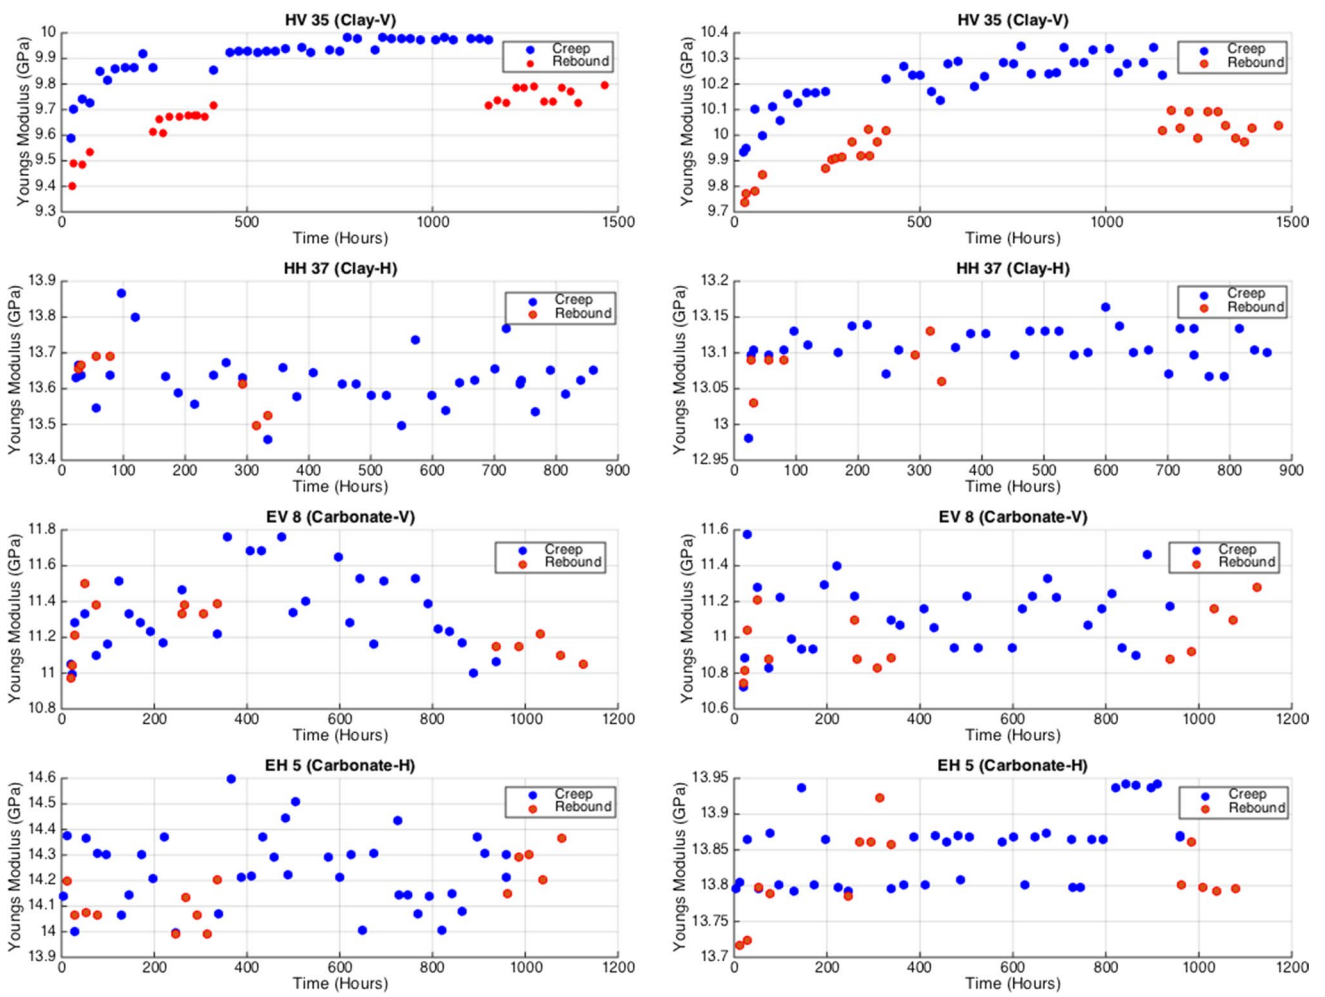 HV 35 (Clay-V)
Youngs Modulus (GPa)
10
9.9
9.8
9.7
9.6
9.5
9.4
9.3
Creep
Rebound
0 500 1000 1500
Time (Hours)
HV 35 (Clay-V)
Youngs Modulus (GPa)
10.4
10.3
10.2
10.1
10
9.9
9.8
9.7
Creep
Rebound
0 500 1000 1500
Time (Hours)
HH 37 (Clay-H)
Youngs Modulus (GPa)
13.9
13.8
13.7
13.6
13.5
13.4
Creep
Rebound
0 100 200 300 400 500 600 700 800 900
Time (Hours)
HH 37 (Clay-H)
Youngs Modulus (GPa)
13.2
13.15
13.1
13.05
13
12.95
Creep
Rebound
0 100 200 300 400 500 600 700 800 900
Time (Hours)
EV 8 (Carbonate-V)
Youngs Modulus (GPa)
11.8
11.6
11.4
11.2
11
10.8
Creep
Rebound
0 200 400 600 800 1000 1200
Time (Hours)
EV 8 (Carbonate-V)
Youngs Modulus (GPa)
11.6
11.4
11.2
11
10.8
10.6
Creep
Rebound
0 200 400 600 800 1000 1200
Time (Hours)
EH 5 (Carbonate-H)
Youngs Modulus (GPa)
14.6
14.5
14.4
14.3
14.2
14.1
14
13.9
Creep
Rebound
0 200 400 600 800 1000 1200
Time (Hours)
EH 5 (Carbonate-H)
Youngs Modulus (GPa)
13.95
13.9
13.85
13.8
13.75
13.7
Creep
Rebound
0 200 400 600 800 1000 1200
Time (Hours)